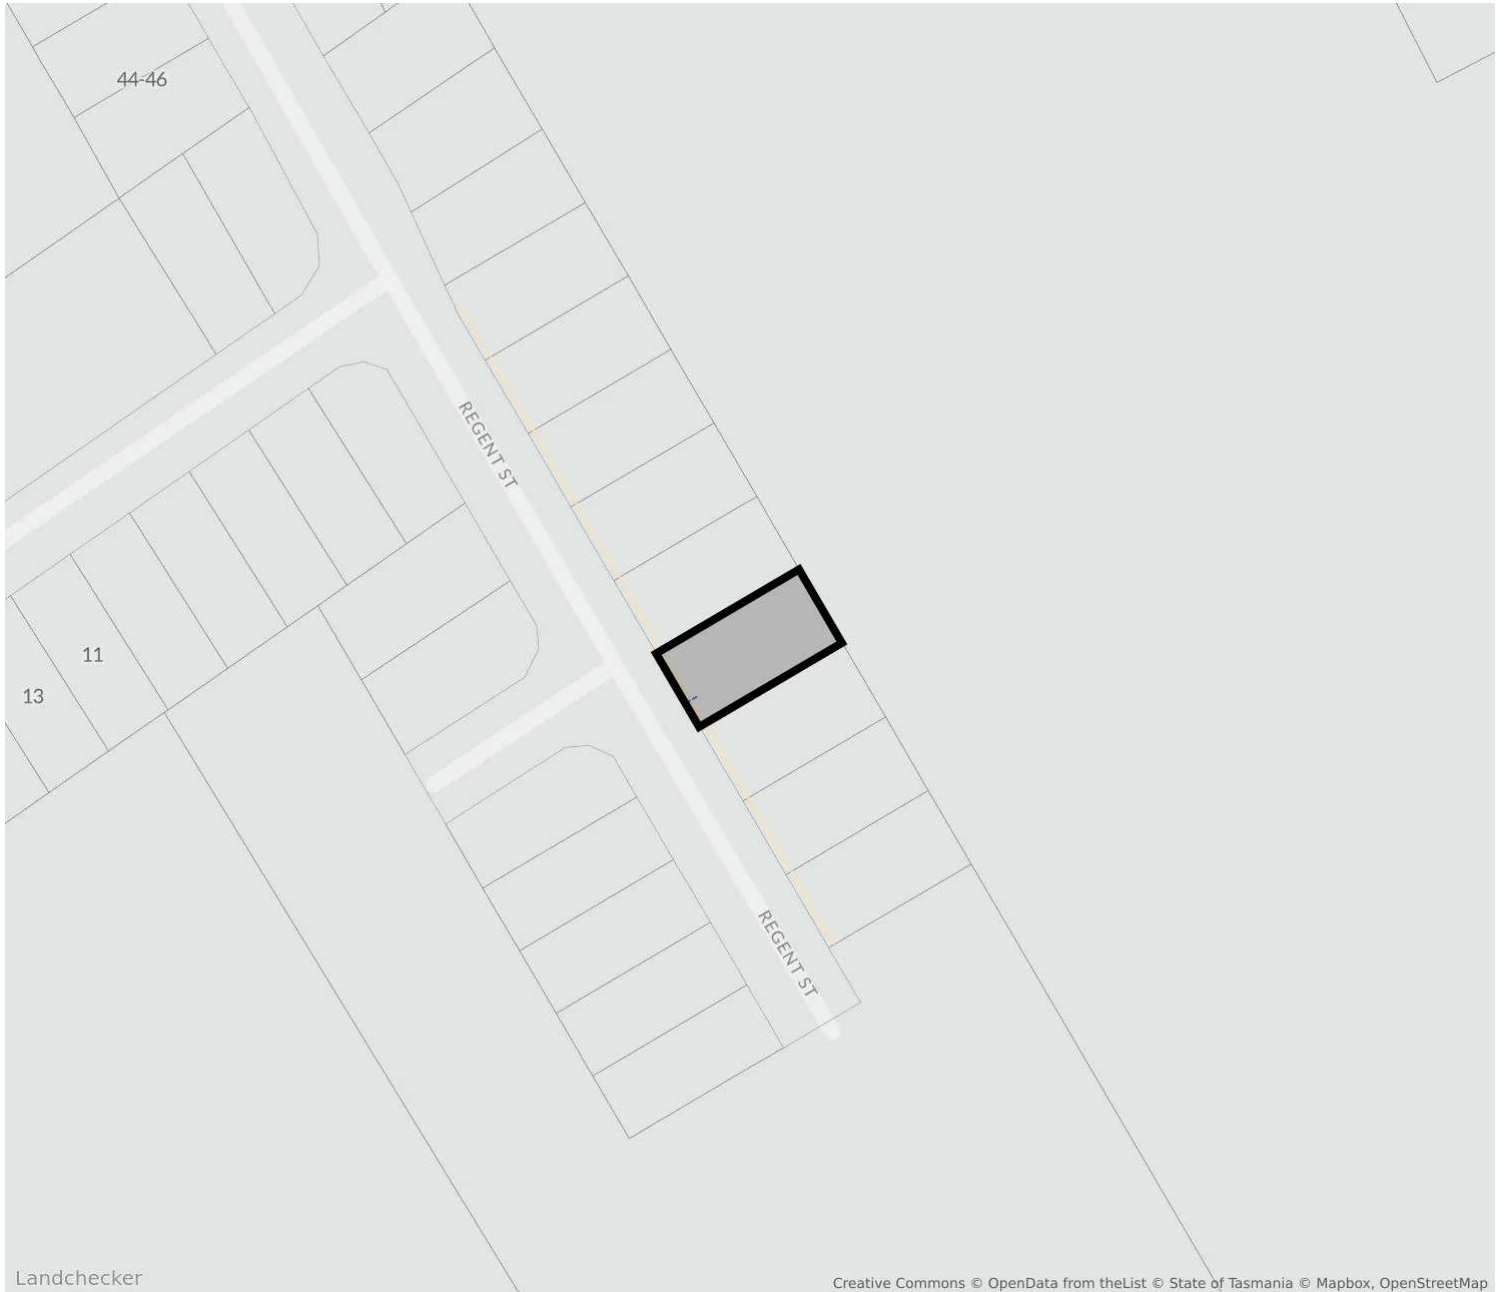 44-46
REGENT ST
11
13
REGENT ST
Landchecker
Creative Commons © OpenData from theList © State of Tasmania © Mapbox, OpenStreetMap